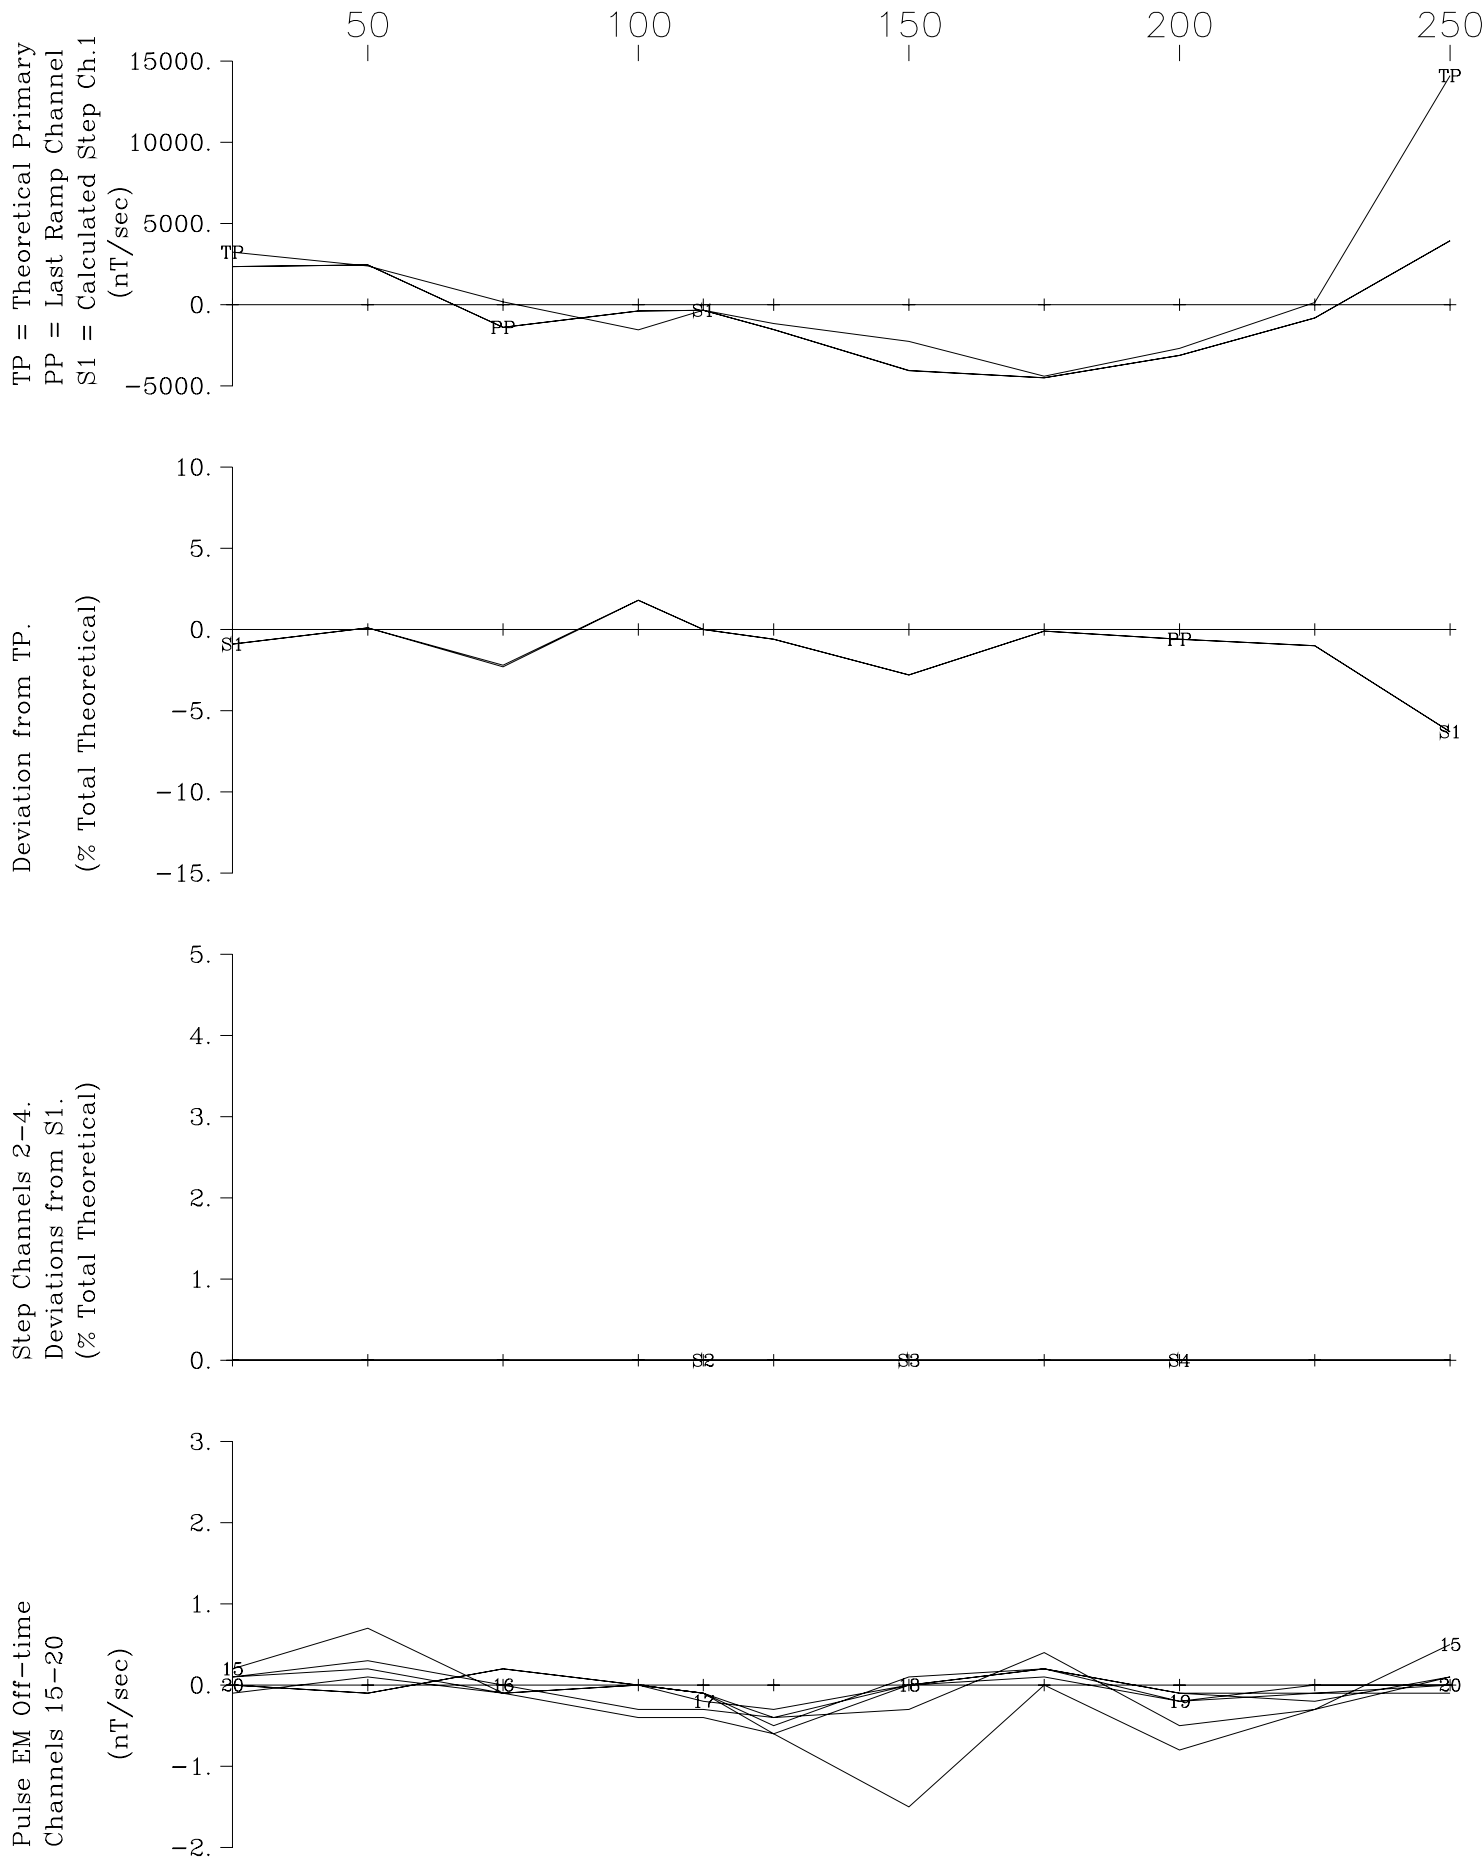 50 100 150 200 250
TP = Theoretical Primary
PP = Last Ramp Channel
S1 = Calculated Step Ch.1
(nT/sec)
15000.
10000.
5000.
0.
-5000.
TP
PP
S1
TP
Deviation from TP.
(% Total Theoretical)
10.
5.
0.
-5.
-10.
-15.
S1
PP
S1
Step Channels 2-4.
Deviations from S1.
(% Total Theoretical)
5.
4.
3.
2.
1.
0.
S2
S3
S4
Pulse EM Off-time
Channels 15-20
(nT/sec)
3.
2.
1.
0.
-1.
-2.
15
20
16
17
18
19
15
20